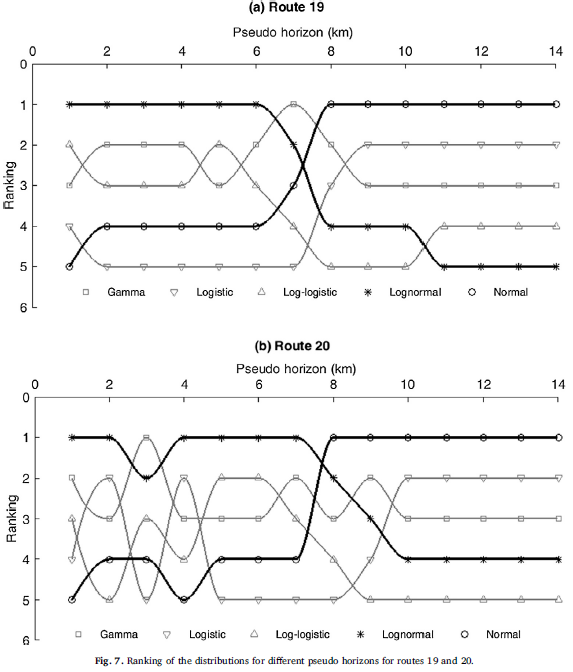 (a) Route 19
Pseudo horizon (km)
0 2 4 6 8 10 12 14
0
1
2
3
4
5
6
Ranking
Gamma Logistic Log-logistic Lognormal Normal
(b) Route 20
Pseudo horizon (km)
0 2 4 6 8 10 12 14
0
1
2
3
4
5
6
Ranking
Gamma Logistic Log-logistic Lognormal Normal
Fig. 7. Ranking of the distributions for different pseudo horizons for routes 19 and 20.